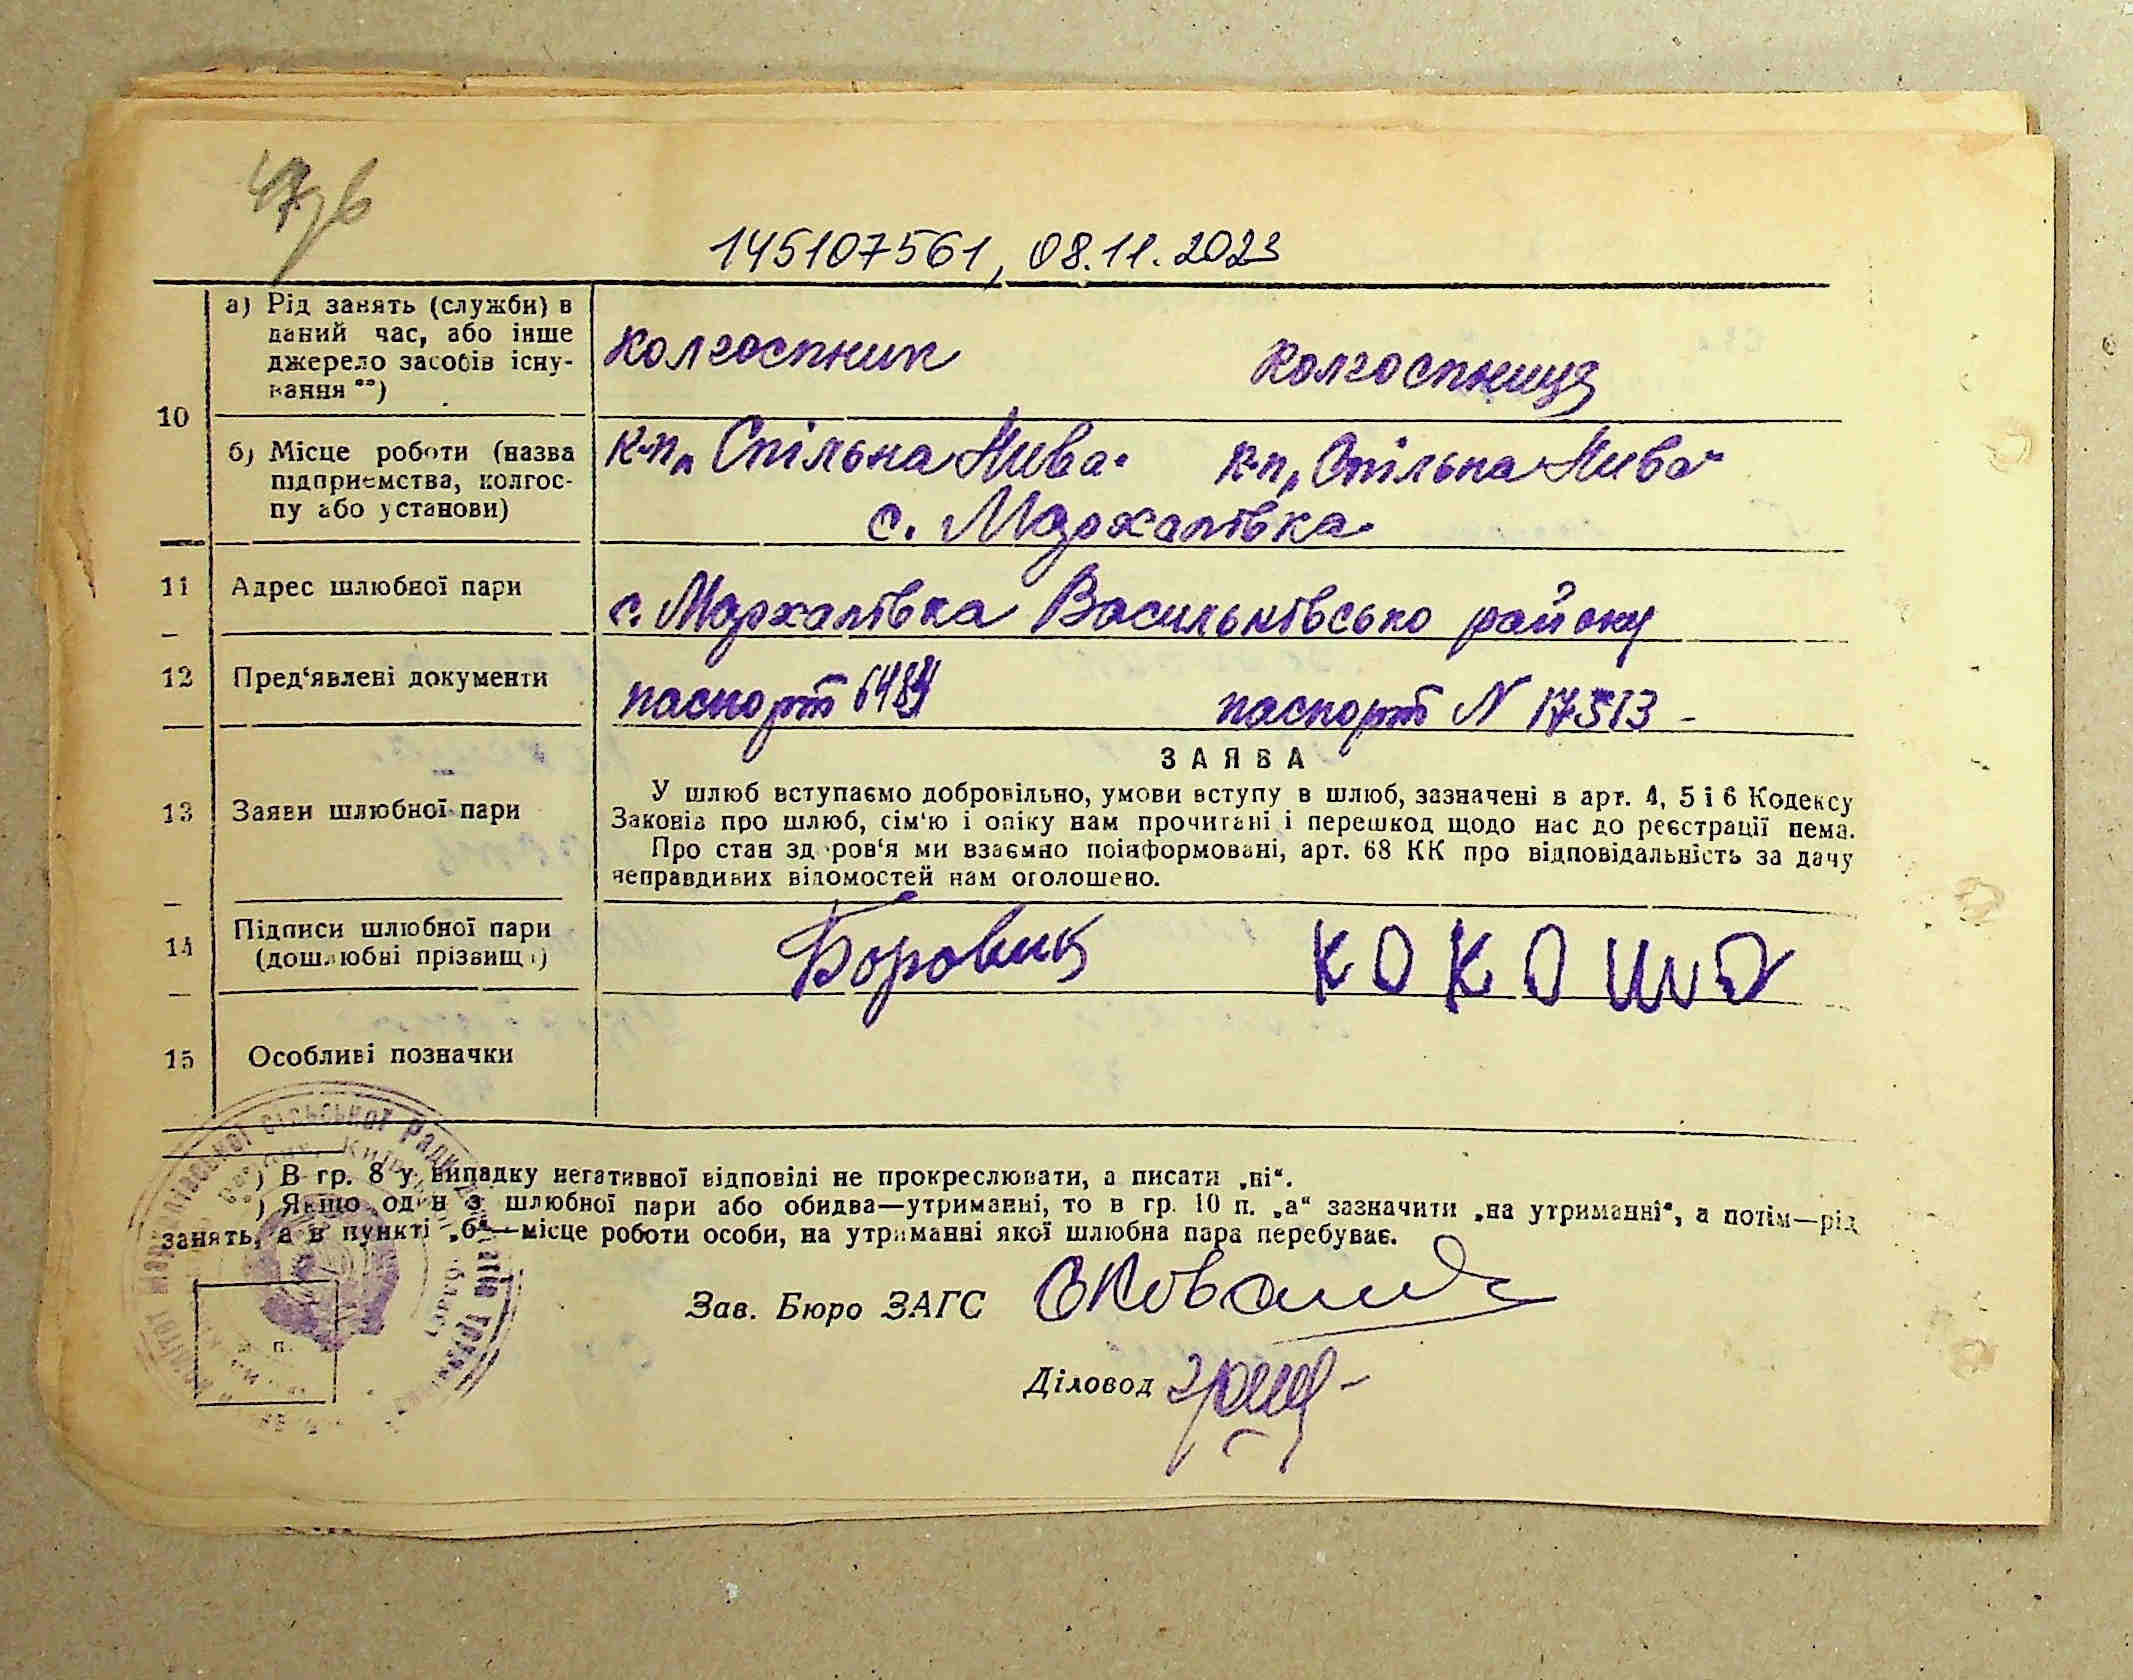 47зв
145107561, 08.11.2023
10
а) Рід занять (служби) в
даний час, або інше
джерело засобів існу-
вання **)
колгоспник колгоспниця
б) Місце роботи (назва
підприємства, колгос-
пу або установи)
к-п „Спільна Нива" к-п „Спільна Нива"
с. Мархалівка
11 Адрес шлюбної пари
с. Мархалівка Васильківсько району
12 Пред‘явлені документи
паспорт паспорт N 17513 -
13 Заяви шлюбної пари
ЗАЯВА
У шлюб вступаємо добровільно, умови вступу в шлюб, зазначені в арт. 4, 5 і 6 Кодексу
Законів про шлюб, сім‘ю і опіку нам прочитані і перешкод щодо нас до реєстрації нема.
Про стан здоров‘я ми взаємно поінформовані, арт. 68 КК про відповідальність за дачу
неправдивих відомостей нам оголошено.
14 Підписи шлюбної пари
(дошлюбні прізвищі)
Боровик КОКОША
15 Особливі позначки
*) В гр. 8 у випадку негативної відповіді не прокреслювати, а писати „ні“.
**) Якщо один з шлюбної пари або обидва—утриманні, то в гр. 10 п. „а“ зазначити „на утриманні“, а потім—рід
занять, а в пункті „б“—місце роботи особи, на утриманні якої шлюбна пара перебуває.
Зав. Бюро ЗАГС
Діловод
м. п.
сільської Ради